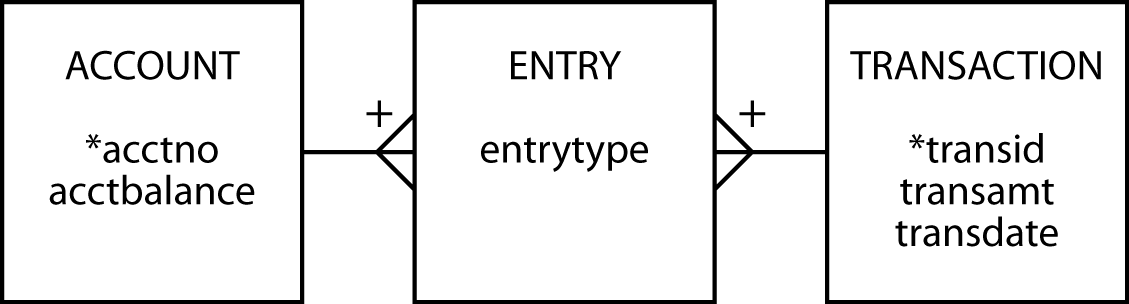 ACCOUNT
*acctno
acctbalance
+
ENTRY
entrytype
+
TRANSACTION
*transid
transamt
transdate